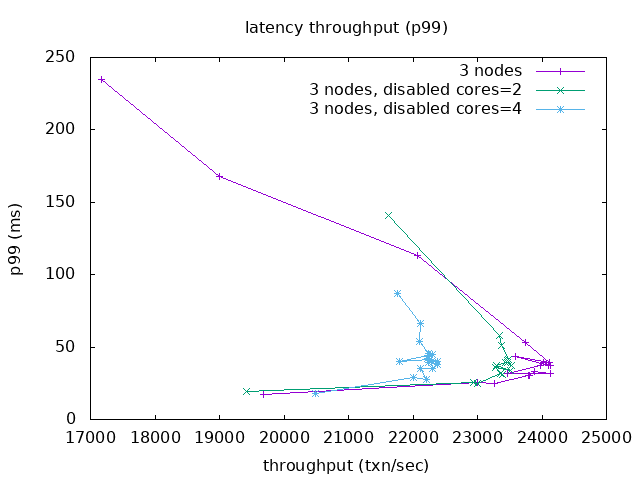 latency throughput (p99)
250
200
150
100
50
0
p99 (ms)
3 nodes
3 nodes, disabled cores=2
3 nodes, disabled cores=4
17000 18000 19000 20000 21000 22000 23000 24000 25000
throughput (txn/sec)